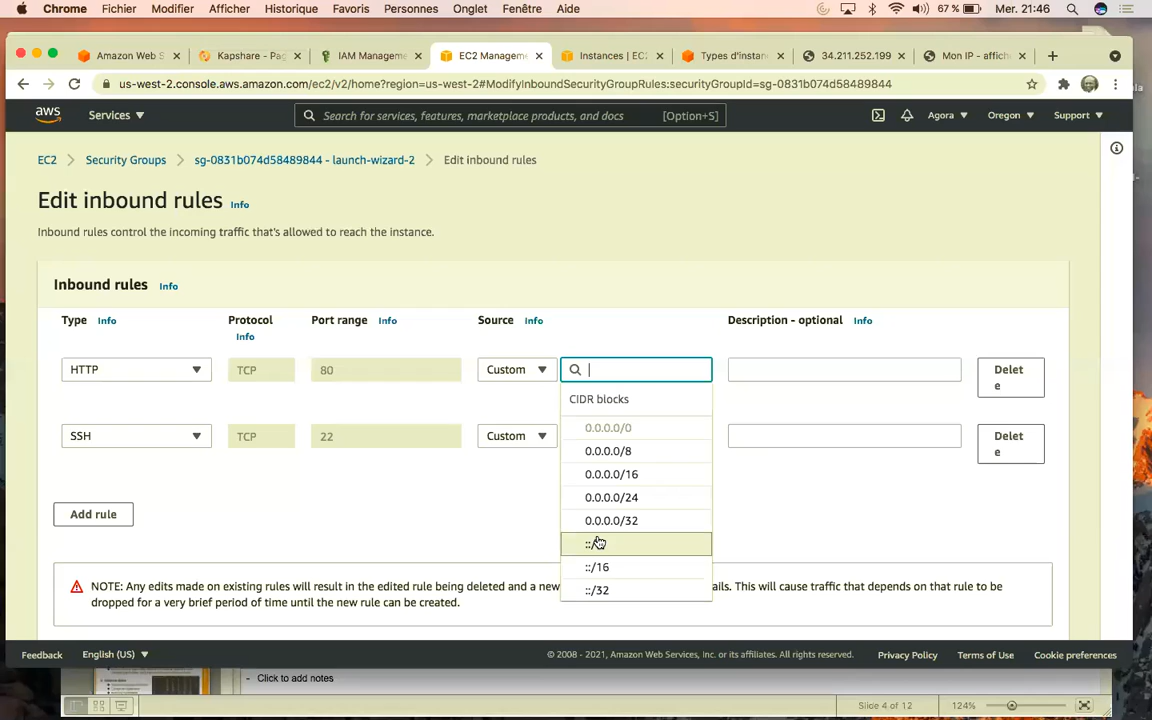 Chrome Fichier Modifier Afficher Historique Favoris Personnes Onglet Fenêtre Aide 67 % Mer. 21:46
Amazon Web S Kapshare - Pag IAM Managem EC2 Manageme Instances | EC2 Types d'instan 34.211.252.199 Mon IP - affich
us-west-2.console.aws.amazon.com/ec2/v2/home?region=us-west-2#ModifyInboundSecurityGroupRules:securityGroupId=sg-0831b074d58489844
aws Services Search for services, features, marketplace products, and docs [Option+S] Agora Oregon Support
EC2 Security Groups sg-0831b074d58489844 - launch-wizard-2 Edit inbound rules
Edit inbound rules Info
Inbound rules control the incoming traffic that's allowed to reach the instance.
Inbound rules Info
Type Info Protocol Info Port range Info Source Info Description - optional Info
HTTP TCP 80 Custom Delete
CIDR blocks
0.0.0.0/0
SSH TCP 22 Custom Delete
0.0.0.0/8
0.0.0.0/16
0.0.0.0/24
Add rule
0.0.0.0/32
::/16
::/32
NOTE: Any edits made on existing rules will result in the edited rule being deleted and a new ails. This will cause traffic that depends on that rule to
dropped for a very brief period of time until the new rule can be created.
Feedback English (US) © 2008 - 2021, Amazon Web Services, Inc. or its affiliates. All rights reserved. Privacy Policy Terms of Use Cookie preferences
- Click to add notes
Slide 4 of 12 124%